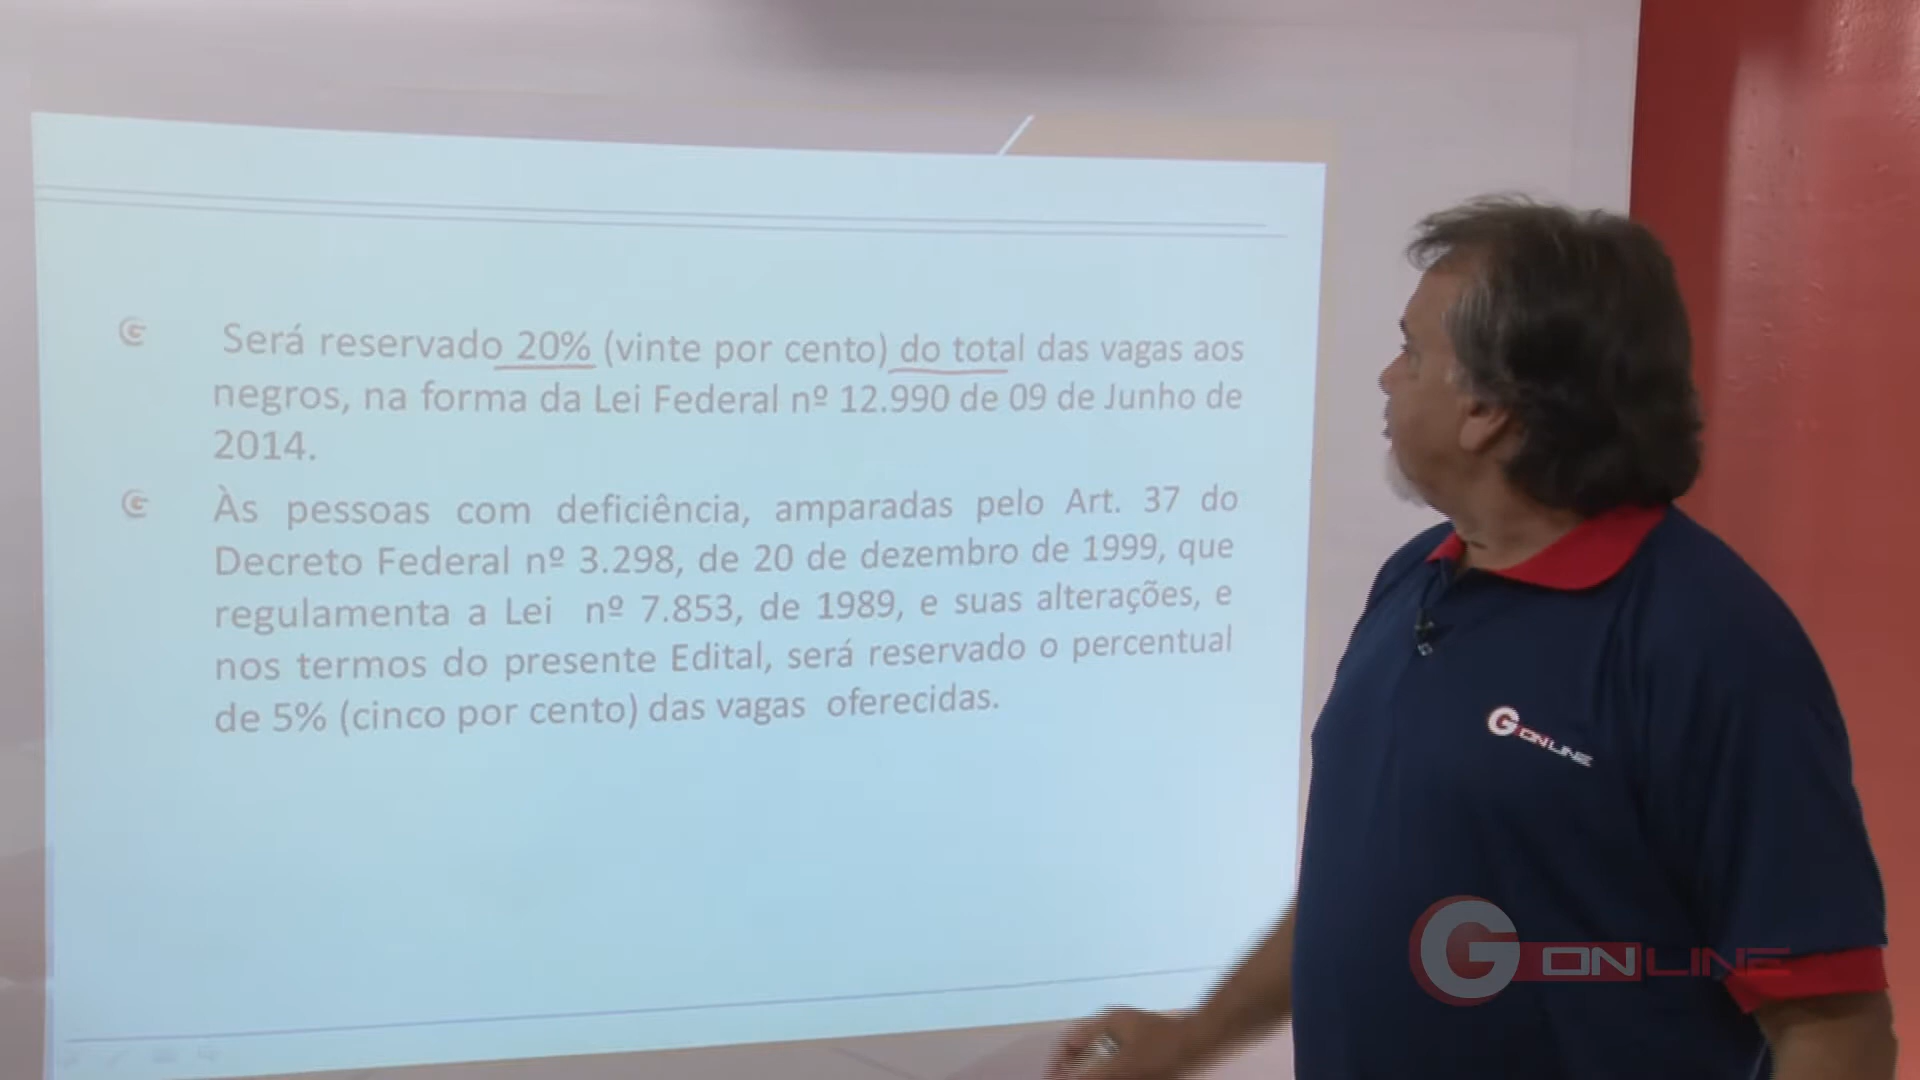 Será reservado 20% (vinte por cento) do total das vagas aos
negros, na forma da Lei Federal nº 12.990 de 09 de Junho de
2014.
Às pessoas com deficiência, amparadas pelo Art. 37 do
Decreto Federal nº 3.298, de 20 de dezembro de 1999, que
regulamenta a Lei nº 7.853, de 1989, e suas alterações, e
nos termos do presente Edital, será reservado o percentual
de 5% (cinco por cento) das vagas oferecidas.
G ONLINE
G ONLINE